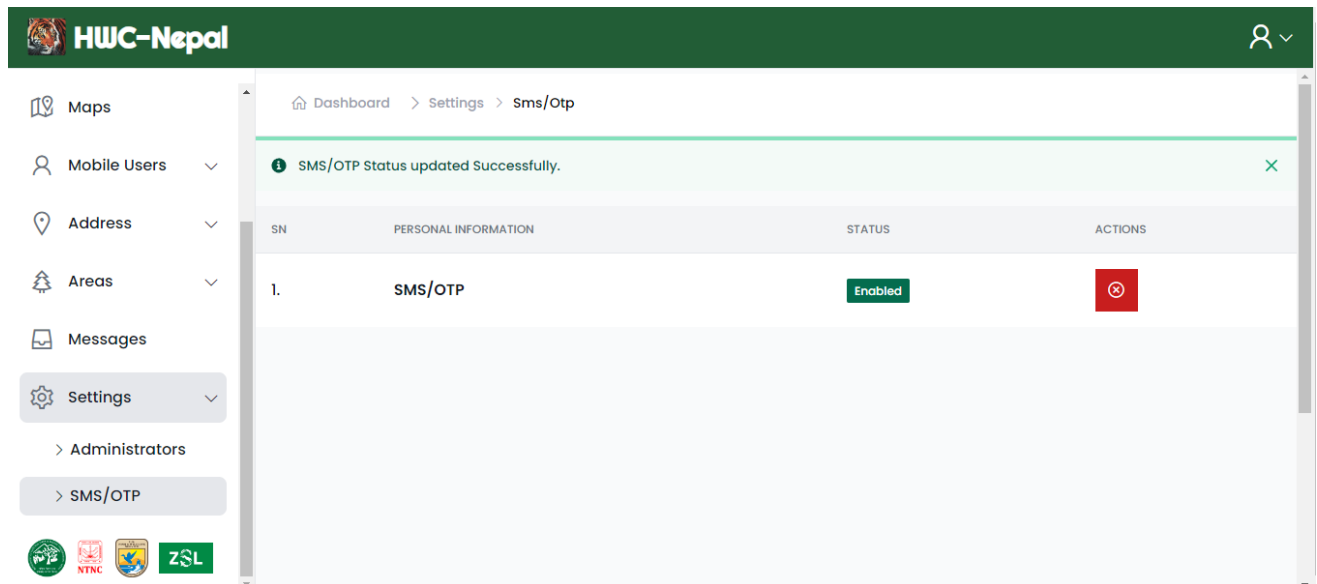 HWC-Nepal
Maps
Mobile Users
Address
Areas
Messages
Settings
> Administrators
> SMS/OTP
NTNC
ZSL
Dashboard > Settings > Sms/Otp
SMS/OTP Status updated Successfully.
SN PERSONAL INFORMATION STATUS ACTIONS
1. SMS/OTP Enabled